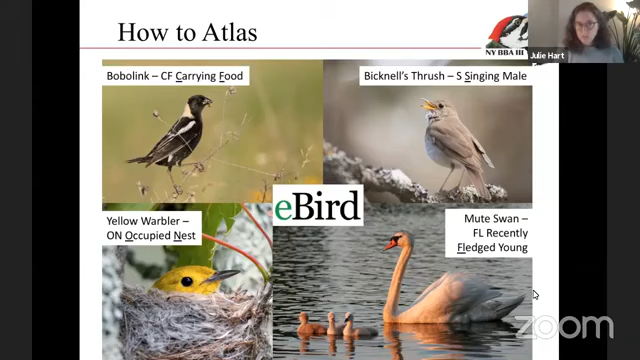 How to Atlas
NY BBA III
Julie Hart
Bobolink – CF Carrying Food
Bicknell's Thrush – S Singing Male
eBird
Yellow Warbler –
ON Occupied Nest
Mute Swan –
FL Recently
Fledged Young
zoom